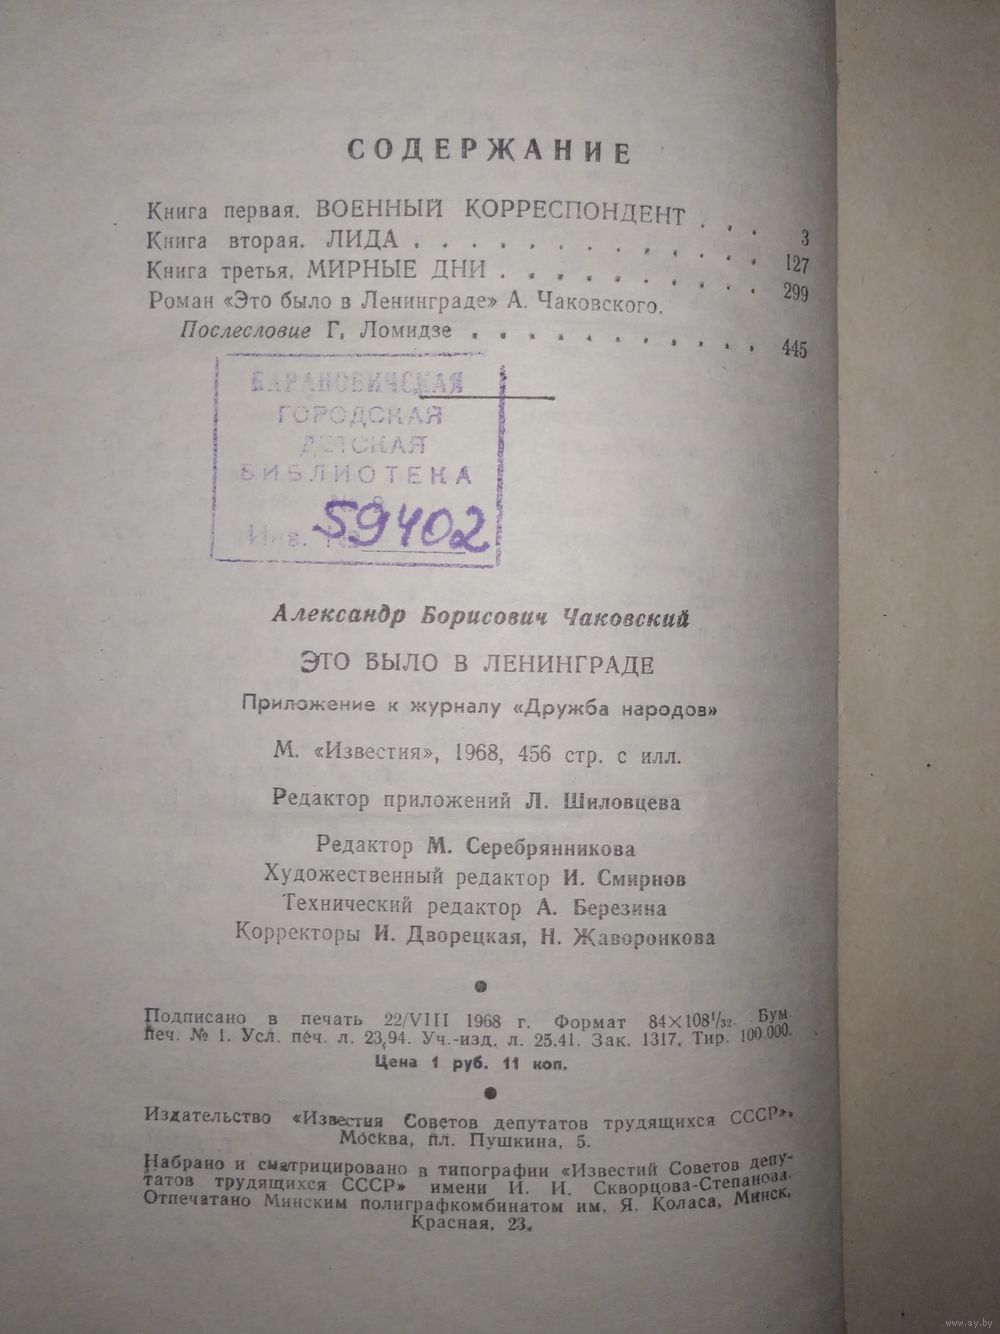 СОДЕРЖАНИЕ
Книга первая. ВОЕННЫЙ КОРРЕСПОНДЕНТ . . . 3
Книга вторая. ЛИДА . . . . . . . . . . . . . 127
Книга третья. МИРНЫЕ ДНИ . . . . . . . . . . 299
Роман «Это было в Ленинграде» А. Чаковского.
Послесловие Г. Ломидзе . . . . . . . . . . . 445
БАРАНОВИЧСКАЯ
ГОРОДСКАЯ
ДЕТСКАЯ
БИБЛИОТЕКА
Инв. № 59402
Александр Борисович Чаковский
ЭТО БЫЛО В ЛЕНИНГРАДЕ
Приложение к журналу «Дружба народов»
М. «Известия», 1968, 456 стр. с илл.
Редактор приложений Л. Шиловцева
Редактор М. Серебрянникова
Художественный редактор И. Смирнов
Технический редактор А. Березина
Корректоры И. Дворецкая, Н. Жаворонкова
Подписано в печать 22/VIII 1968 г. Формат 84×108¹/₃₂. Бум.
печ. № 1. Усл. печ. л. 23,94. Уч.-изд. л. 25,41. Зак. 1317. Тир. 100.000.
Цена 1 руб. 11 коп.
Издательство «Известия Советов депутатов трудящихся СССР».
Москва, пл. Пушкина, 5.
Набрано и сматрицировано в типографии «Известий Советов депу-
татов трудящихся СССР» имени И. И. Скворцова-Степанова.
Отпечатано Минским полиграфкомбинатом им. Я. Коласа, Минск,
Красная, 23.
www.ay.by